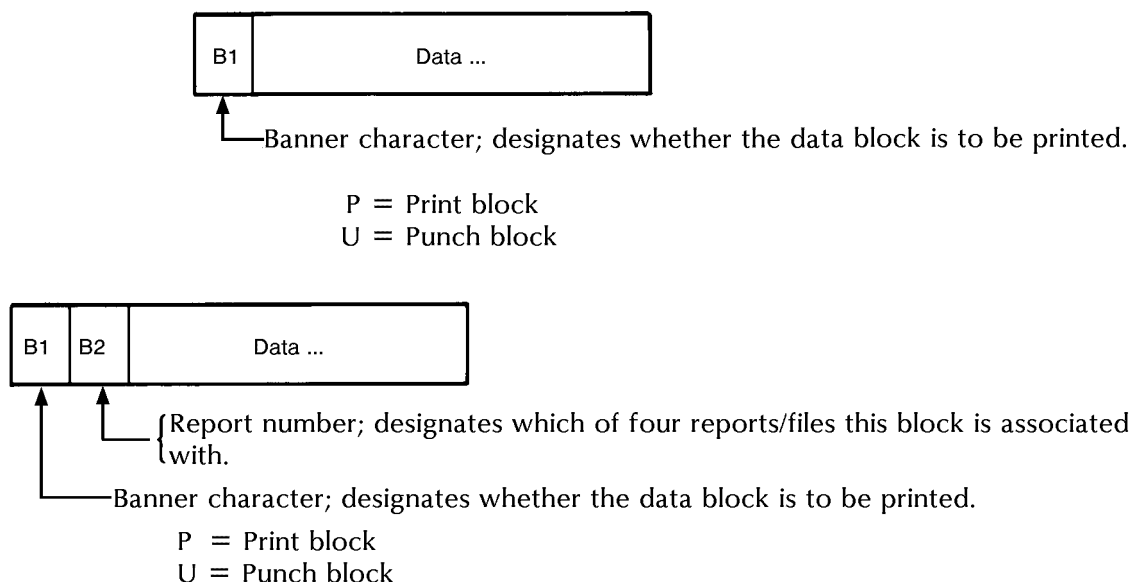 B1 Data ...
Banner character; designates whether the data block is to be printed.
P = Print block
U = Punch block
B1 B2 Data ...
Report number; designates which of four reports/files this block is associated
with.
Banner character; designates whether the data block is to be printed.
P = Print block
U = Punch block